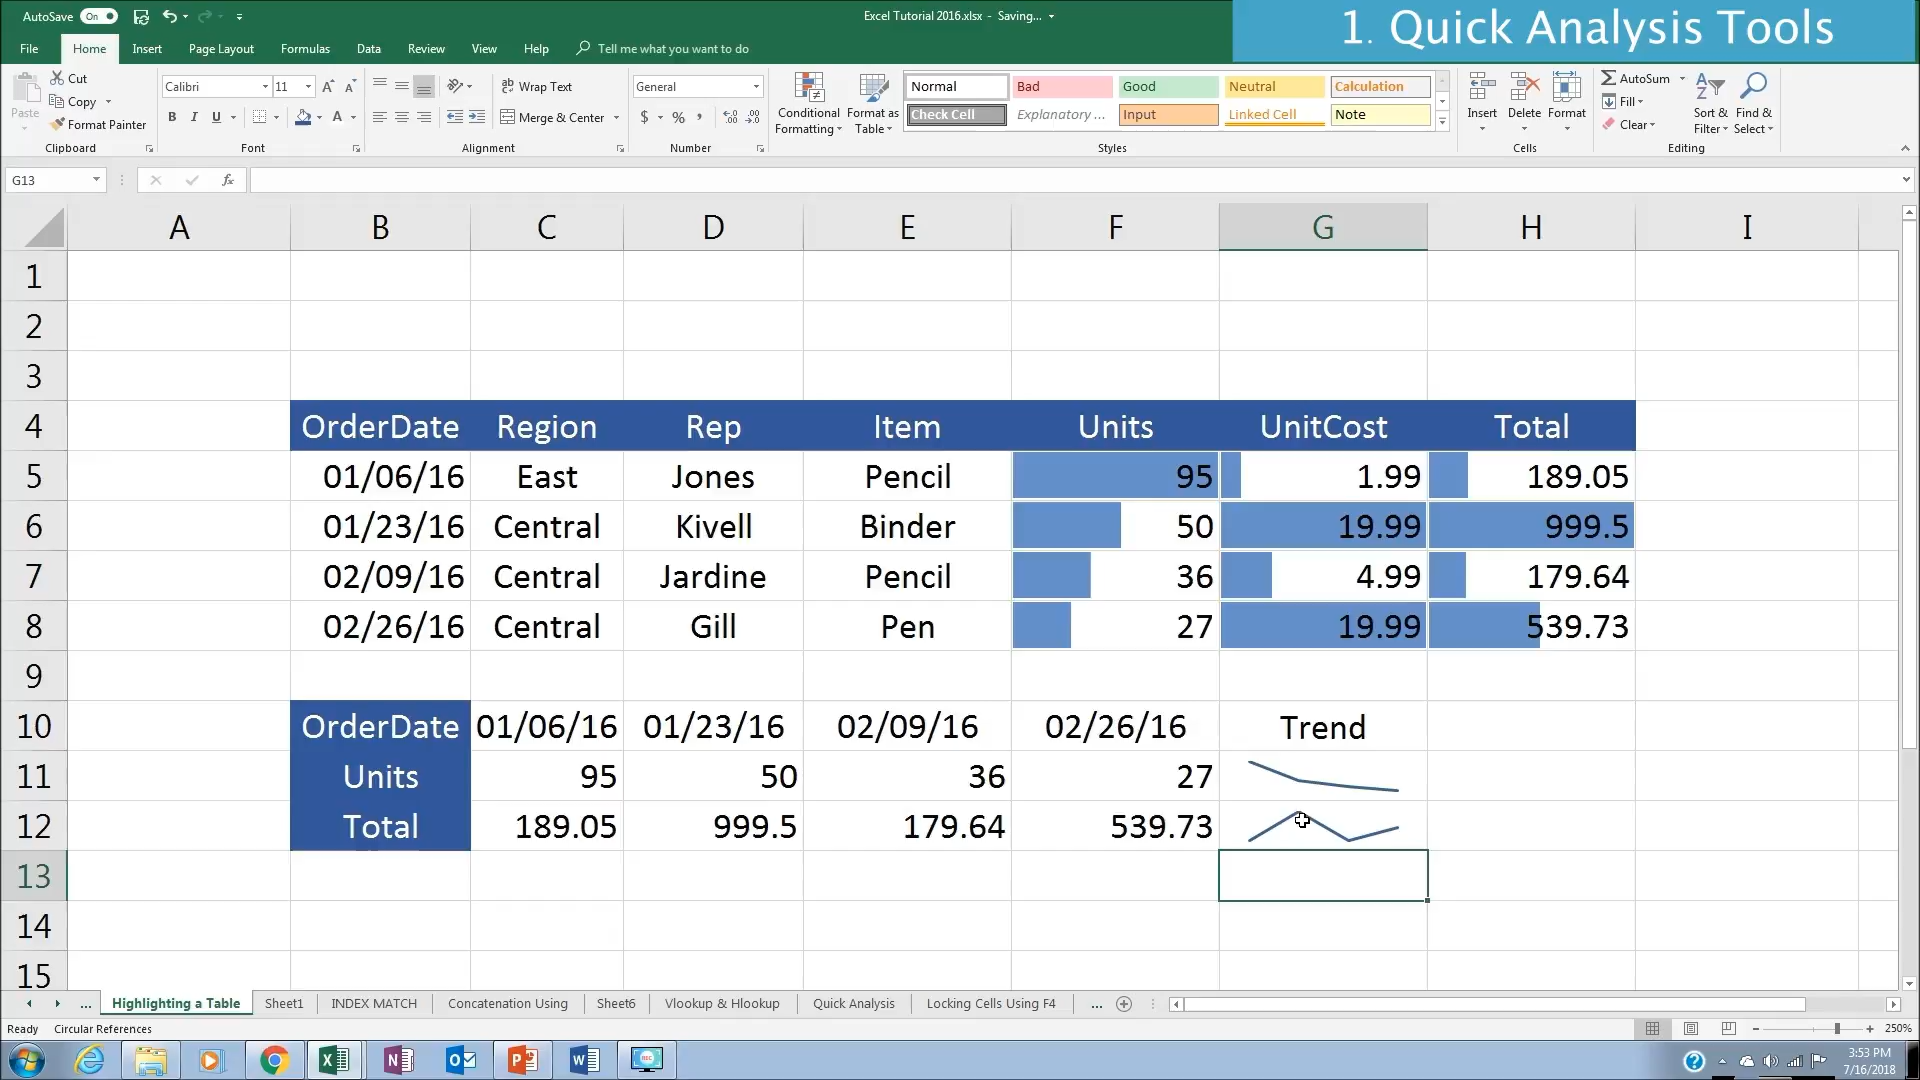 AutoSave On
Excel Tutorial 2016.xlsx - Saving...
1. Quick Analysis Tools
File Home Insert Page Layout Formulas Data Review View Help Tell me what you want to do
Paste
Cut
Copy
Format Painter
Clipboard
Calibri 11
B I U
Font
Wrap Text
Merge & Center
Alignment
General
$ % ,
Number
Conditional Formatting
Format as Table
Normal Bad Good Neutral Calculation
Check Cell Explanatory ... Input Linked Cell Note
Styles
Insert Delete Format
Cells
AutoSum
Fill
Clear
Sort & Filter
Find & Select
Editing
G13 fx
A B C D E F G H I
1
2
3
4 OrderDate Region Rep Item Units UnitCost Total
5 01/06/16 East Jones Pencil 95 1.99 189.05
6 01/23/16 Central Kivell Binder 50 19.99 999.5
7 02/09/16 Central Jardine Pencil 36 4.99 179.64
8 02/26/16 Central Gill Pen 27 19.99 539.73
9
10 OrderDate 01/06/16 01/23/16 02/09/16 02/26/16 Trend
11 Units 95 50 36 27
12 Total 189.05 999.5 179.64 539.73
13
14
15
... Highlighting a Table Sheet1 INDEX MATCH Concatenation Using Sheet6 Vlookup & Hlookup Quick Analysis Locking Cells Using F4 ...
Ready Circular References 250%
3:53 PM
7/16/2018